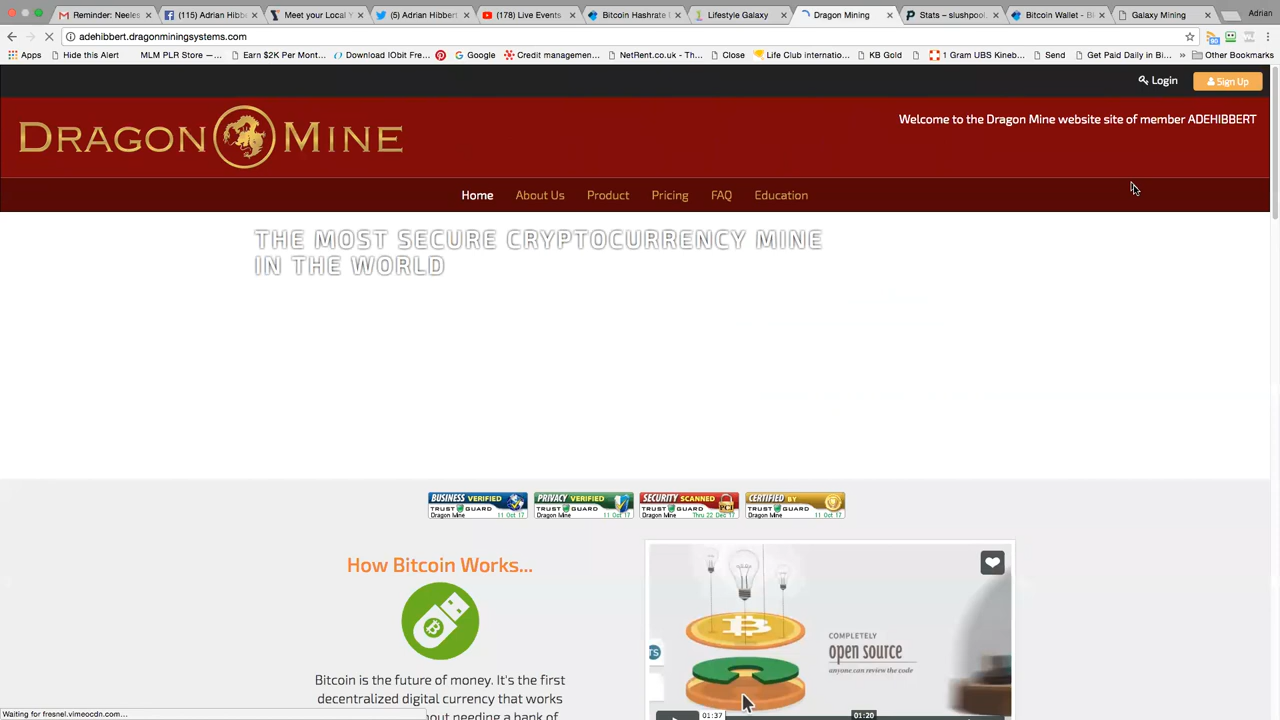 Reminder: Neeles
(115) Adrian Hibb
Meet your Local Y
(5) Adrian Hibbert
(178) Live Events
Bitcoin Hashrate
Lifestyle Galaxy
Dragon Mining
Stats – slushpool.
Bitcoin Wallet - Bi
Galaxy Mining
Adrian
adehibbert.dragonminingsystems.com
Apps
Hide this Alert
MLM PLR Store —...
Earn $2K Per Mont...
Download IObit Fre...
Google
Credit managemen...
NetRent.co.uk - Th...
Close
Life Club internatio...
KB Gold
1 Gram UBS Kineb...
Send
Get Paid Daily in Bi...
»
Other Bookmarks
Login
Sign Up
DRAGON MINE
Welcome to the Dragon Mine website site of member ADEHIBBERT
Home
About Us
Product
Pricing
FAQ
Education
THE MOST SECURE CRYPTOCURRENCY MINE
IN THE WORLD
BUSINESS VERIFIED
TRUST GUARD
Dragon Mine 11 Oct 17
PRIVACY VERIFIED
TRUST GUARD
Dragon Mine 11 Oct 17
SECURITY SCANNED
TRUST GUARD PCI
Dragon Mine Thru 22 Dec 17
CERTIFIED BY
TRUST GUARD
Dragon Mine 11 Oct 17
How Bitcoin Works...
COMPLETELY
open source
anyone can review the code
Bitcoin is the future of money. It's the first
decentralized digital currency that works
needing a bank of
01:37
01:20
Waiting for fresnel.vimeocdn.com...